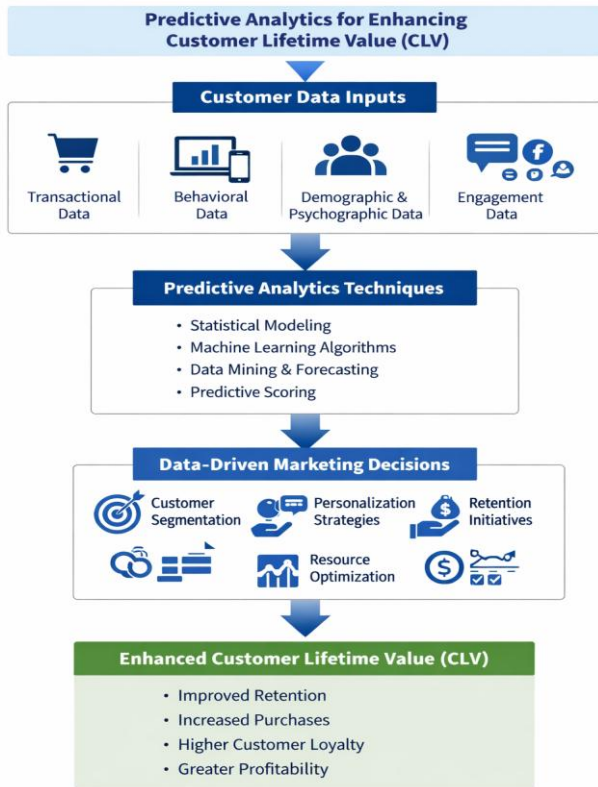 Predictive Analytics for Enhancing
Customer Lifetime Value (CLV)
Customer Data Inputs
Transactional
Data
Behavioral
Data
Demographic &
Psychographic Data
Engagement
Data
Predictive Analytics Techniques
• Statistical Modeling
• Machine Learning Algorithms
• Data Mining & Forecasting
• Predictive Scoring
Data-Driven Marketing Decisions
Customer
Segmentation
Personalization
Strategies
$
Retention
Initiatives
Resource
Optimization
$
Enhanced Customer Lifetime Value (CLV)
• Improved Retention
• Increased Purchases
• Higher Customer Loyalty
• Greater Profitability